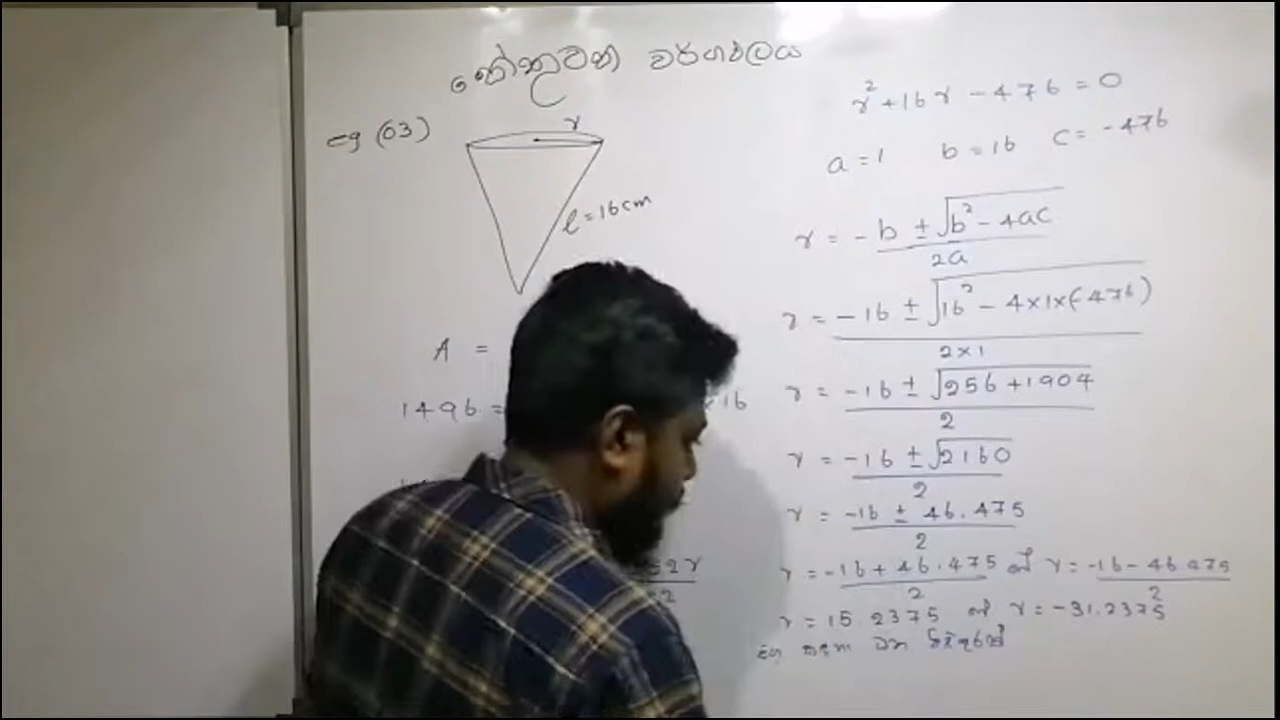 කේතුවක වර්ගඵලය
eg (03)
r
l = 16cm
A =
1496 =
×16
52r
2
r² + 16r - 476 = 0
a = 1 b = 16 c = -476
r = -b ± √b² - 4ac
2a
r = -16 ± √16² - 4×1×(-476)
2×1
r = -16 ± √256 + 1904
2
r = -16 ± √2160
2
r = -16 ± 46.475
2
r = -16 + 46.475 හෝ r = -16 - 46.475
2 2
r = 15.2375 හෝ r = -31.2375